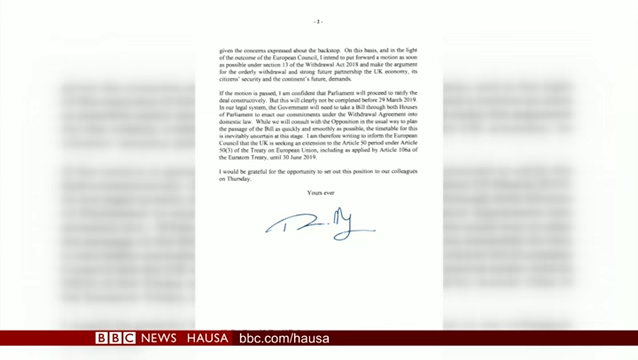 - 2 -
given the concerns expressed about the backstop. On this basis, and in the light
of the outcome of the European Council, I intend to put forward a motion as soon
as possible under section 13 of the Withdrawal Act 2018 and make the argument
for the orderly withdrawal and strong future partnership the UK economy, its
citizens' security and the continent's future, demands.
If the motion is passed, I am confident that Parliament will proceed to ratify the
deal constructively. But this will clearly not be completed before 29 March 2019.
In our legal system, the Government will need to take a Bill through both Houses
of Parliament to enact our commitments under the Withdrawal Agreement into
domestic law. While we will consult with the Opposition in the usual way to plan
the passage of the Bill as quickly and smoothly as possible, the timetable for this
is inevitably uncertain at this stage. I am therefore writing to inform the European
Council that the UK is seeking an extension to the Article 50 period under Article
50(3) of the Treaty on European Union, including as applied by Article 106a of
the Euratom Treaty, until 30 June 2019.
I would be grateful for the opportunity to set out this position to our colleagues
on Thursday.
Yours ever
BBC NEWS HAUSA bbc.com/hausa